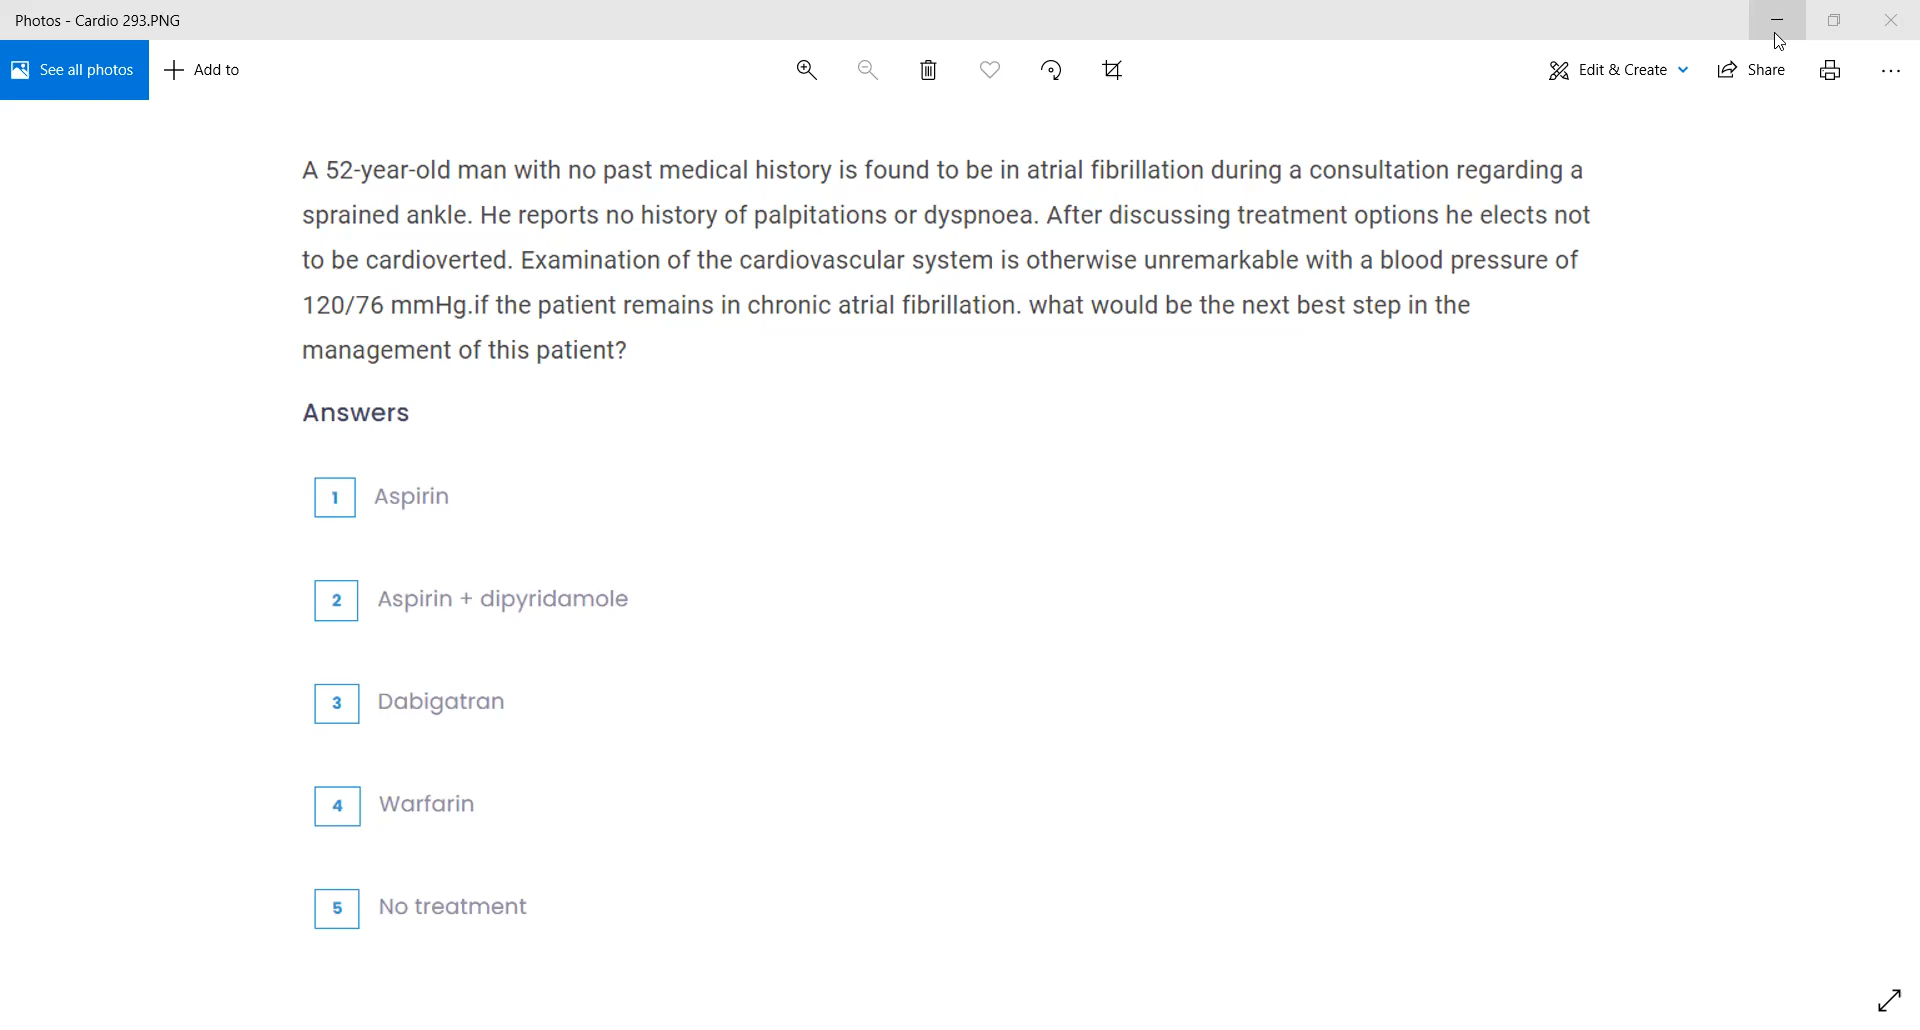 Photos - Cardio 293.PNG
See all photos
Add to
Edit & Create
Share
A 52-year-old man with no past medical history is found to be in atrial fibrillation during a consultation regarding a
sprained ankle. He reports no history of palpitations or dyspnoea. After discussing treatment options he elects not
to be cardioverted. Examination of the cardiovascular system is otherwise unremarkable with a blood pressure of
120/76 mmHg.if the patient remains in chronic atrial fibrillation. what would be the next best step in the
management of this patient?
Answers
1 Aspirin
2 Aspirin + dipyridamole
3 Dabigatran
4 Warfarin
5 No treatment